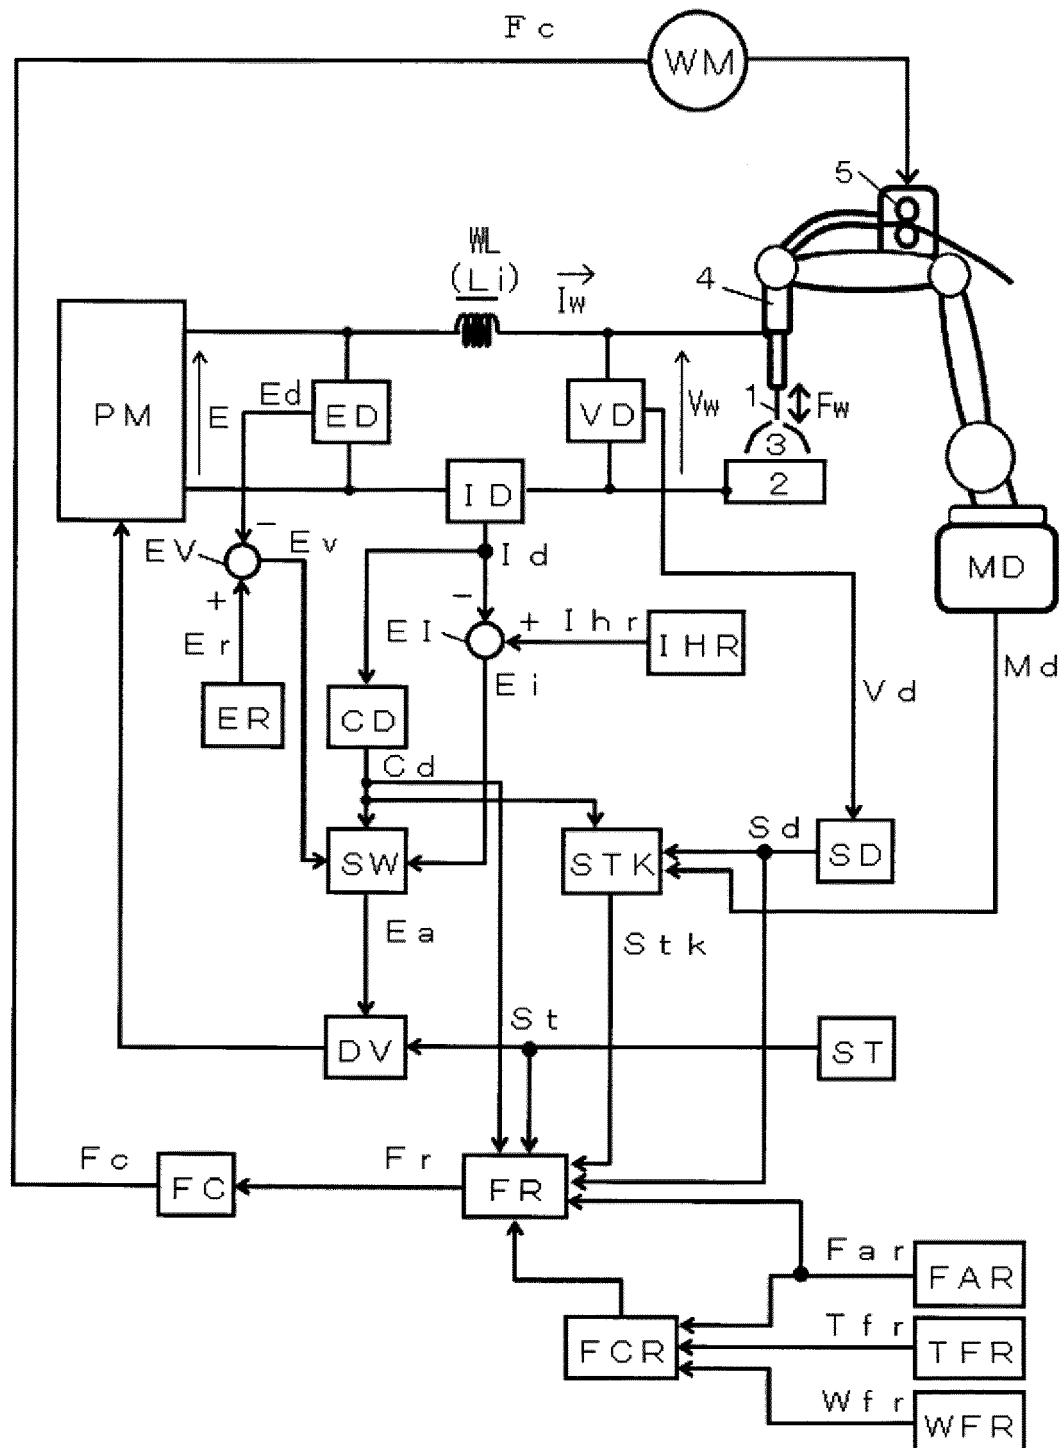 Fc
WM
5
WL
(Li)
Iw
4
PM
E
Ed
ED
VD
Vw
1
Fw
3
2
ID
MD
−
EV
Ev
Id
+
−
Er
EI
+
Ihr
IHR
Md
Ei
Vd
ER
CD
Cd
Sd
SW
STK
SD
Ea
Stk
St
DV
ST
Fc
Fr
FC
FR
Far
FAR
Tfr
FCR
TFR
Wfr
WFR